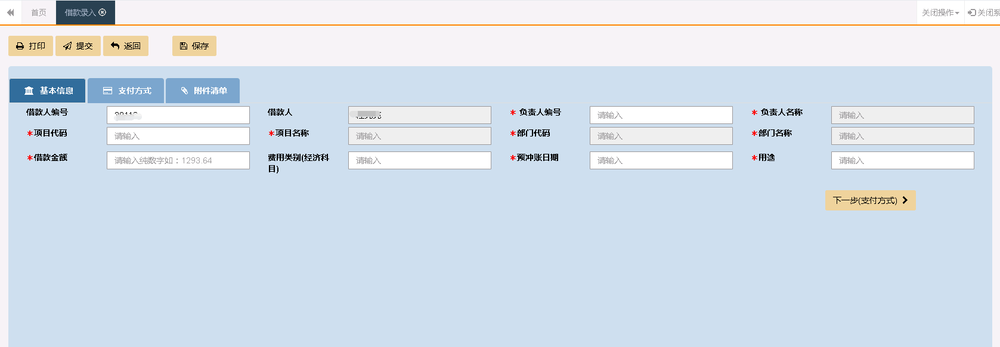 首页
借款录入
关闭操作
关闭系
打印
提交
返回
保存
基本信息
支付方式
附件清单
借款人编号
借款人
* 负责人编号
请输入
* 负责人名称
请输入
*项目代码
请输入
*项目名称
请输入
*部门代码
请输入
*部门名称
请输入
*借款金额
请输入纯数字如：1293.64
费用类别(经济科
目)
请输入
*预冲账日期
请输入
*用途
请输入
下一步(支付方式)